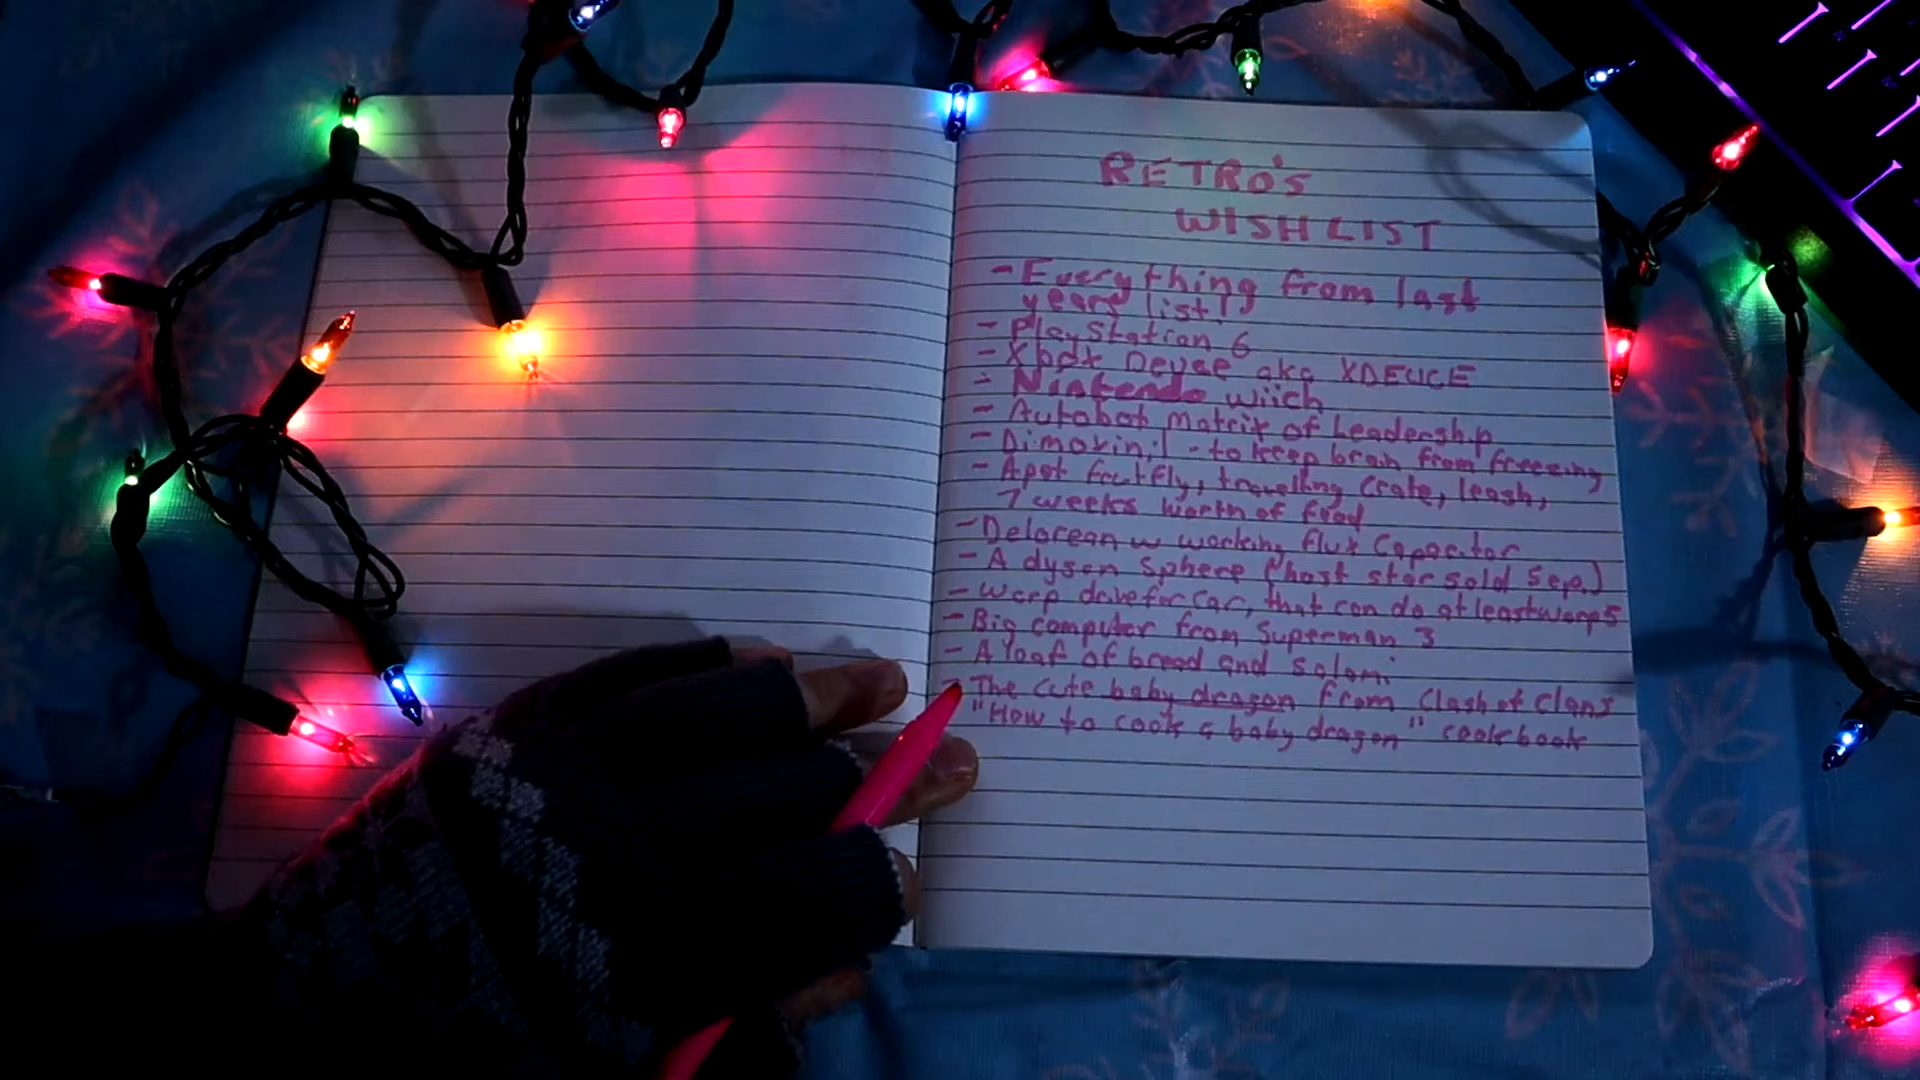 RETRO'S
WISH LIST
- Everything from last
years list!
- PlayStation 6
- Xbox Deuce aka XDEUCE
- Nintendo wiich
- Autobot Matrix of Leadership
- Dimoxinil - to keep brain from freezing
- A pet fruitfly, travelling crate, leash,
7 weeks worth of food
- Delorean w working flux capacitor
- A dyson sphere (host star sold sep.)
- Warp drive for car, that can do at least warp 5
- Big computer from Superman 3
- A loaf of bread and salami
- The cute baby dragon from Clash of Clans
"How to cook a baby dragon" cookbook